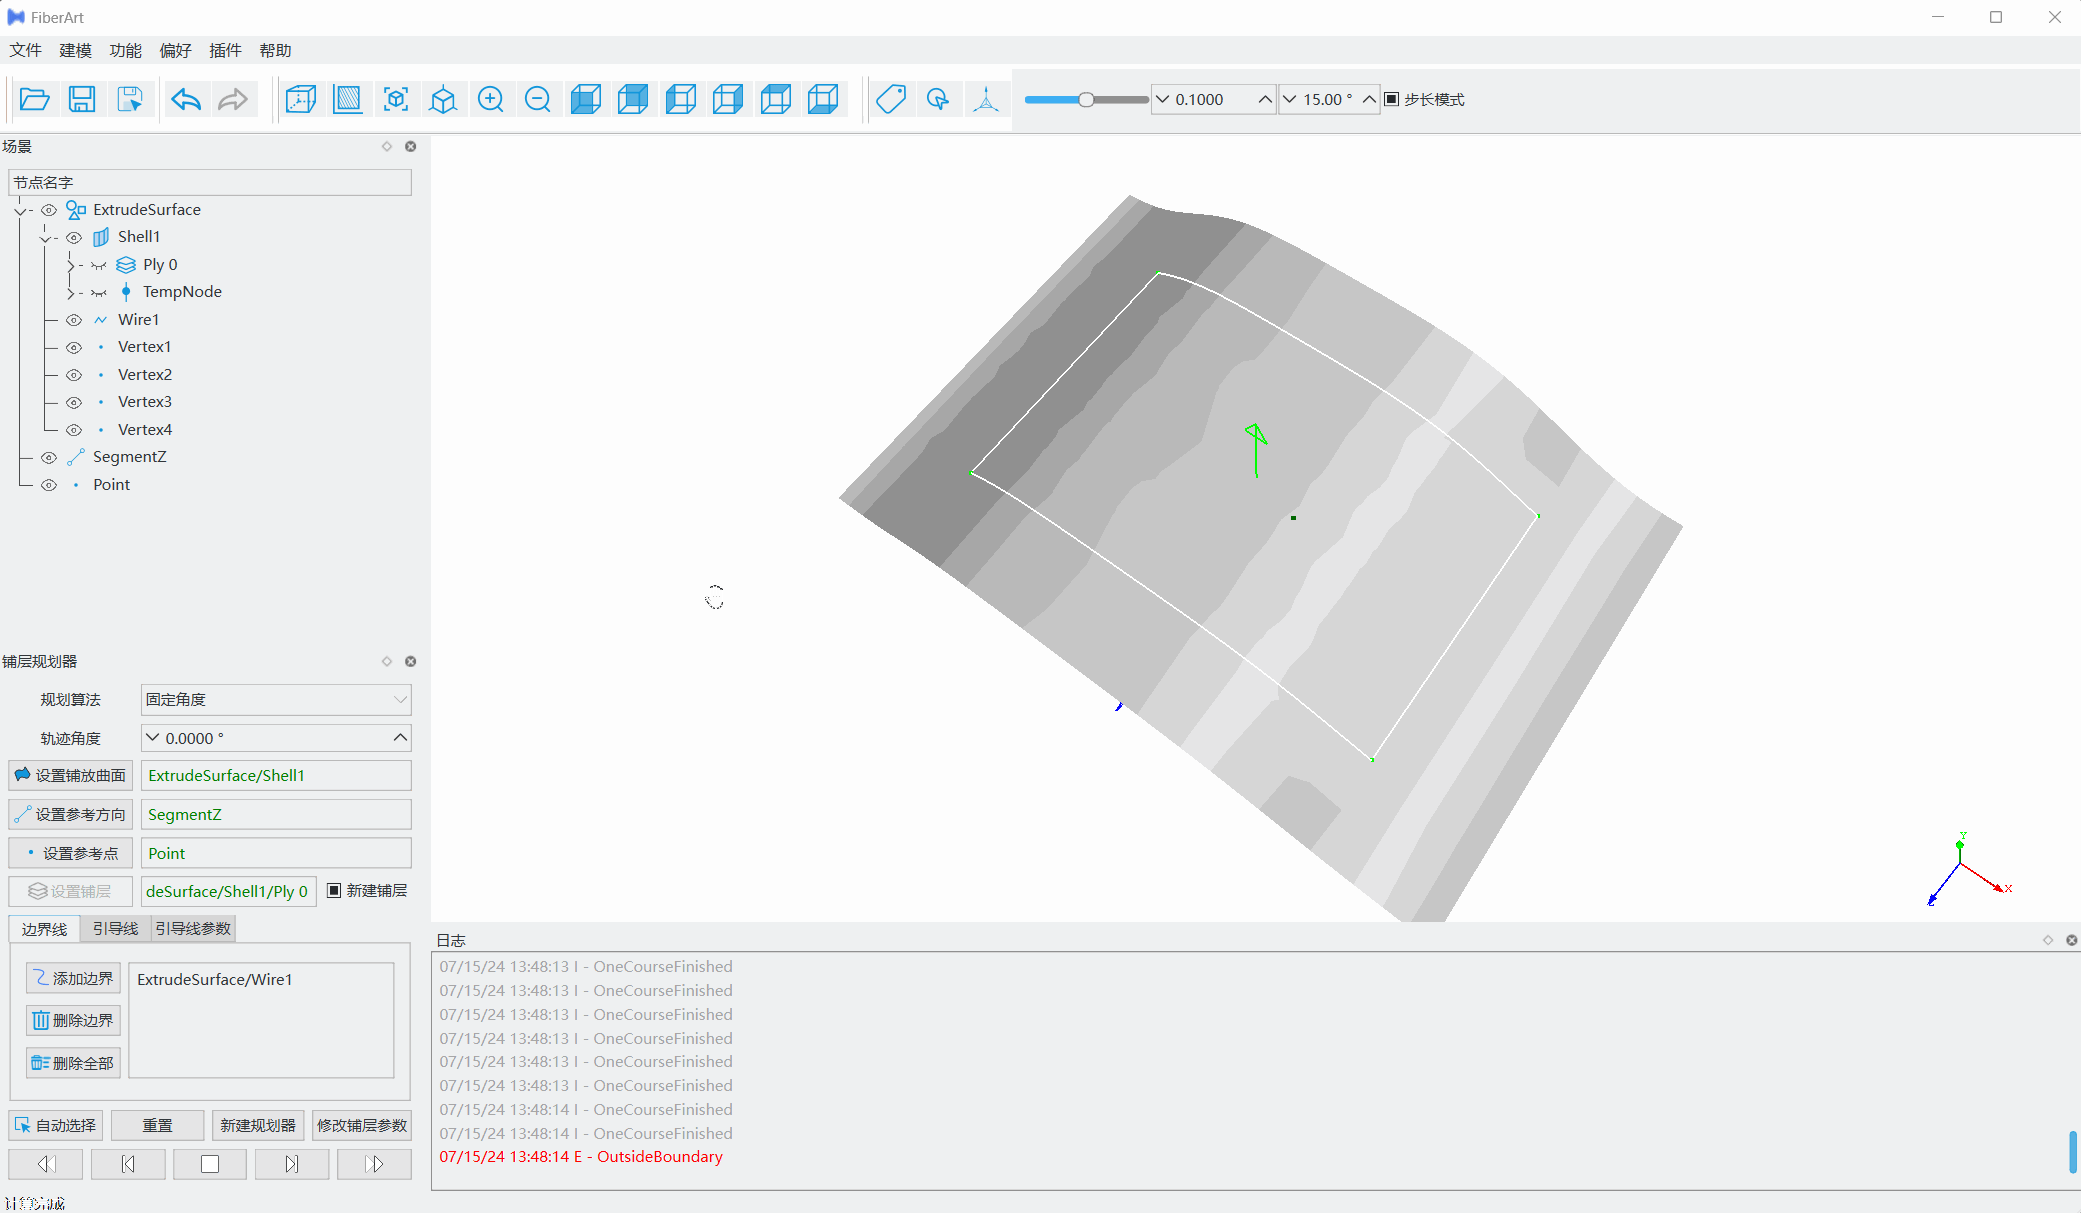 FiberArt
文件 建模 功能 偏好 插件 帮助
0.1000 15.00 ° 步长模式
场景
节点名字
ExtrudeSurface
Shell1
Ply 0
TempNode
Wire1
Vertex1
Vertex2
Vertex3
Vertex4
SegmentZ
Point
铺层规划器
规划算法 固定角度
轨迹角度 0.0000 °
设置铺放曲面 ExtrudeSurface/Shell1
设置参考方向 SegmentZ
设置参考点 Point
设置铺层 deSurface/Shell1/Ply 0 新建铺层
边界线 引导线 引导线参数
添加边界 ExtrudeSurface/Wire1
删除边界
删除全部
自动选择 重置 新建规划器 修改铺层参数
计算完成
Y
X
Z
日志
07/15/24 13:48:13 I - OneCourseFinished
07/15/24 13:48:13 I - OneCourseFinished
07/15/24 13:48:13 I - OneCourseFinished
07/15/24 13:48:13 I - OneCourseFinished
07/15/24 13:48:13 I - OneCourseFinished
07/15/24 13:48:13 I - OneCourseFinished
07/15/24 13:48:14 I - OneCourseFinished
07/15/24 13:48:14 I - OneCourseFinished
07/15/24 13:48:14 E - OutsideBoundary